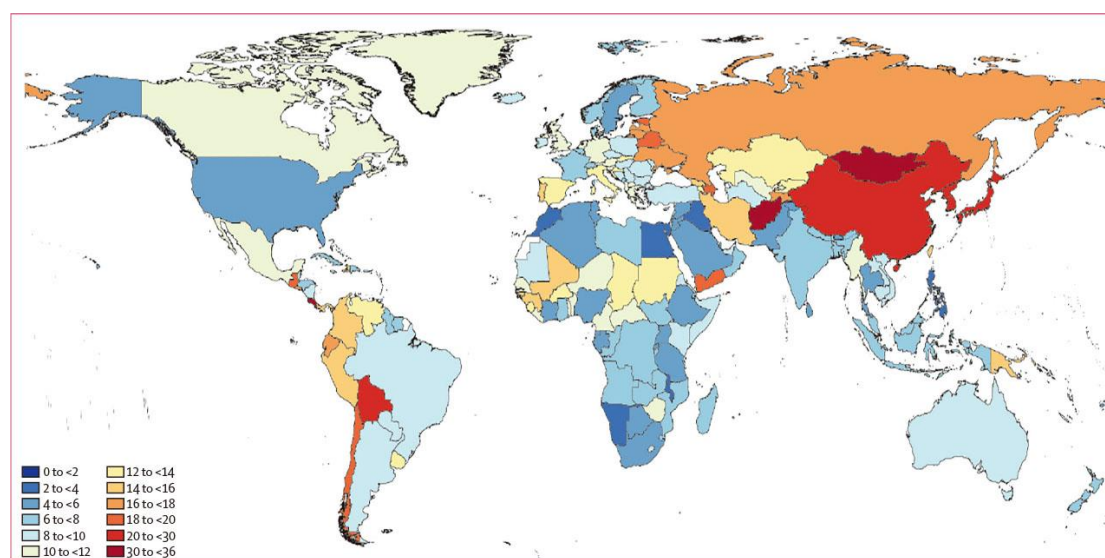 0 to <2
2 to <4
4 to <6
6 to <8
8 to <10
10 to <12
12 to <14
14 to <16
16 to <18
18 to <20
20 to <30
30 to <36